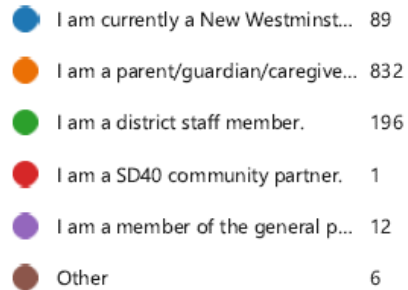 I am currently a New Westminst... 89
I am a parent/guardian/caregive... 832
I am a district staff member. 196
I am a SD40 community partner. 1
I am a member of the general p... 12
Other 6